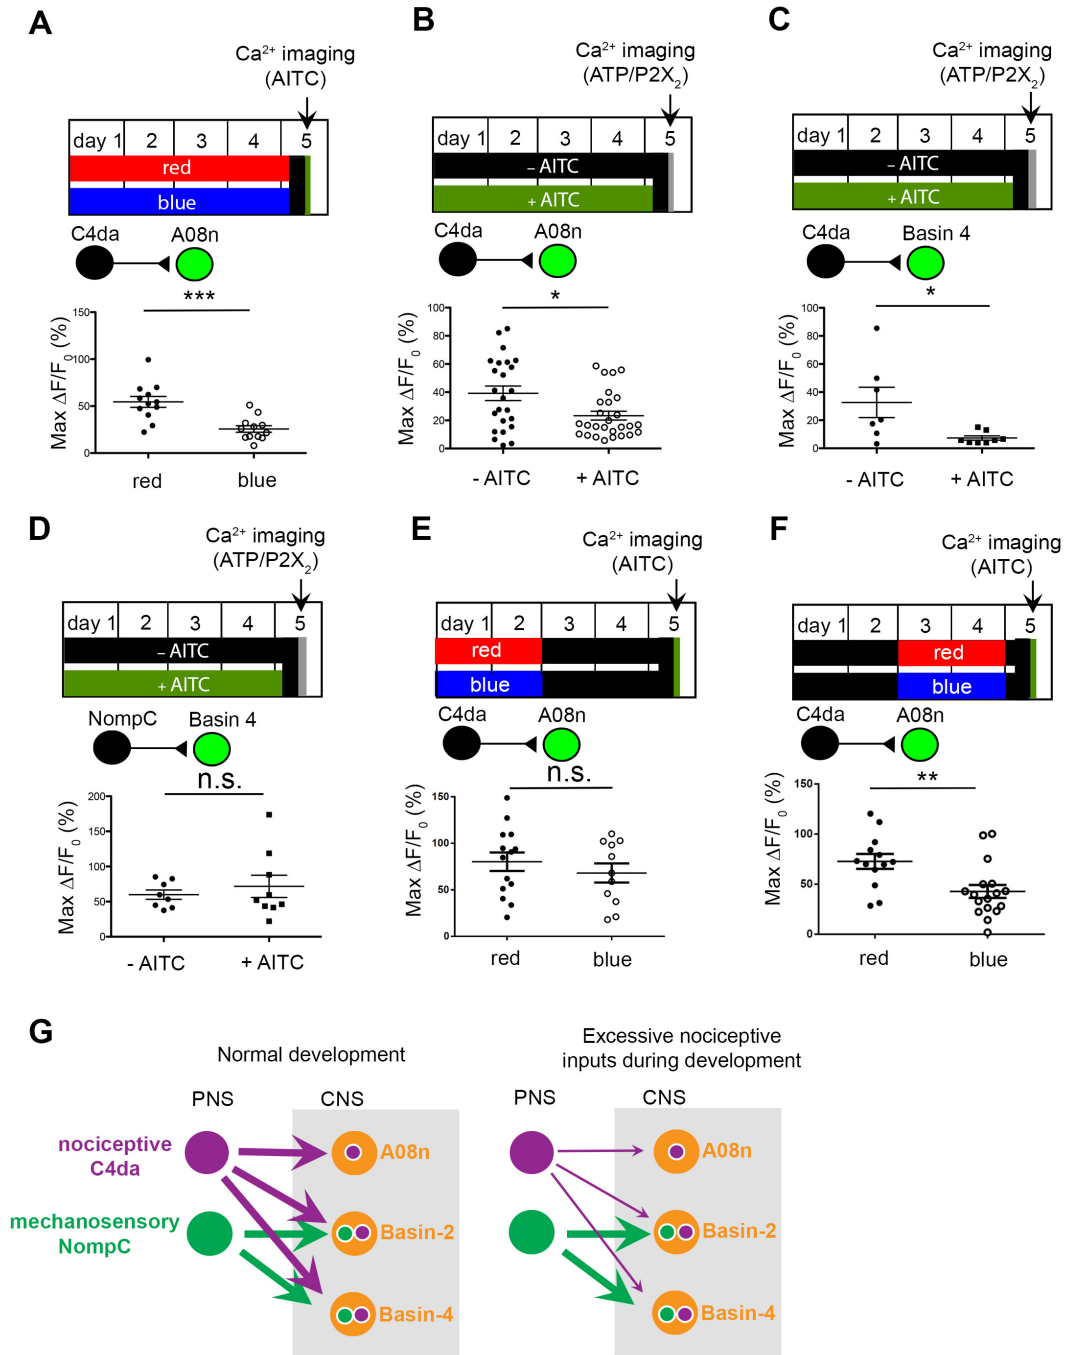 A
Ca2+ imaging
(AITC)
day 1 2 3 4 5
red
blue
C4da A08n
***
Max ΔF/F0 (%)
150
100
50
0
red blue
B
Ca2+ imaging
(ATP/P2X2)
day 1 2 3 4 5
– AITC
+ AITC
C4da A08n
*
Max ΔF/F0 (%)
100
80
60
40
20
0
- AITC + AITC
C
Ca2+ imaging
(ATP/P2X2)
day 1 2 3 4 5
– AITC
+ AITC
C4da Basin 4
*
Max ΔF/F0 (%)
100
80
60
40
20
0
- AITC + AITC
D
Ca2+ imaging
(ATP/P2X2)
day 1 2 3 4 5
– AITC
+ AITC
NompC Basin 4
n.s.
Max ΔF/F0 (%)
200
150
100
50
0
- AITC + AITC
E
Ca2+ imaging
(AITC)
day 1 2 3 4 5
red
blue
C4da A08n
n.s.
Max ΔF/F0 (%)
150
100
50
0
red blue
F
Ca2+ imaging
(AITC)
day 1 2 3 4 5
red
blue
C4da A08n
**
Max ΔF/F0 (%)
150
100
50
0
red blue
G
Normal development
PNS CNS
nociceptive
C4da
mechanosensory
NompC
A08n
Basin-2
Basin-4
Excessive nociceptive
inputs during development
PNS CNS
A08n
Basin-2
Basin-4